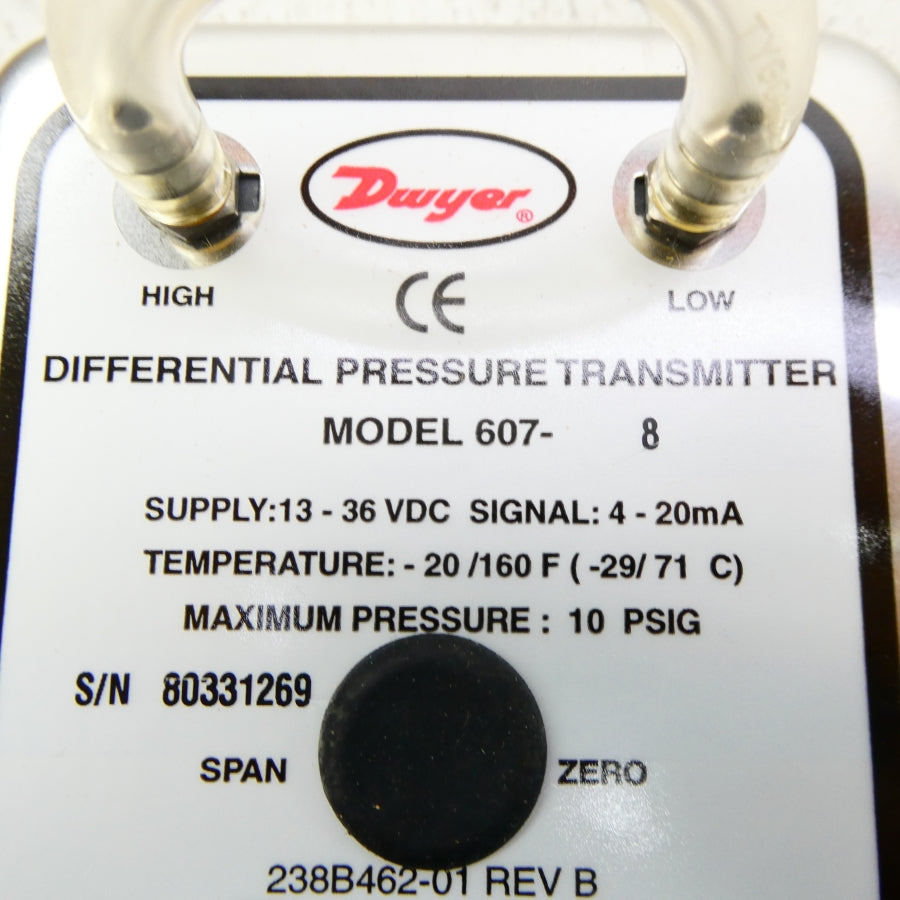 Dwyer®
HIGH
CE
LOW
DIFFERENTIAL PRESSURE TRANSMITTER
MODEL 607- 8
SUPPLY:13 - 36 VDC SIGNAL: 4 - 20mA
TEMPERATURE: - 20 /160 F ( -29/ 71 C)
MAXIMUM PRESSURE : 10 PSIG
S/N 80331269
SPAN ZERO
238B462-01 REV B